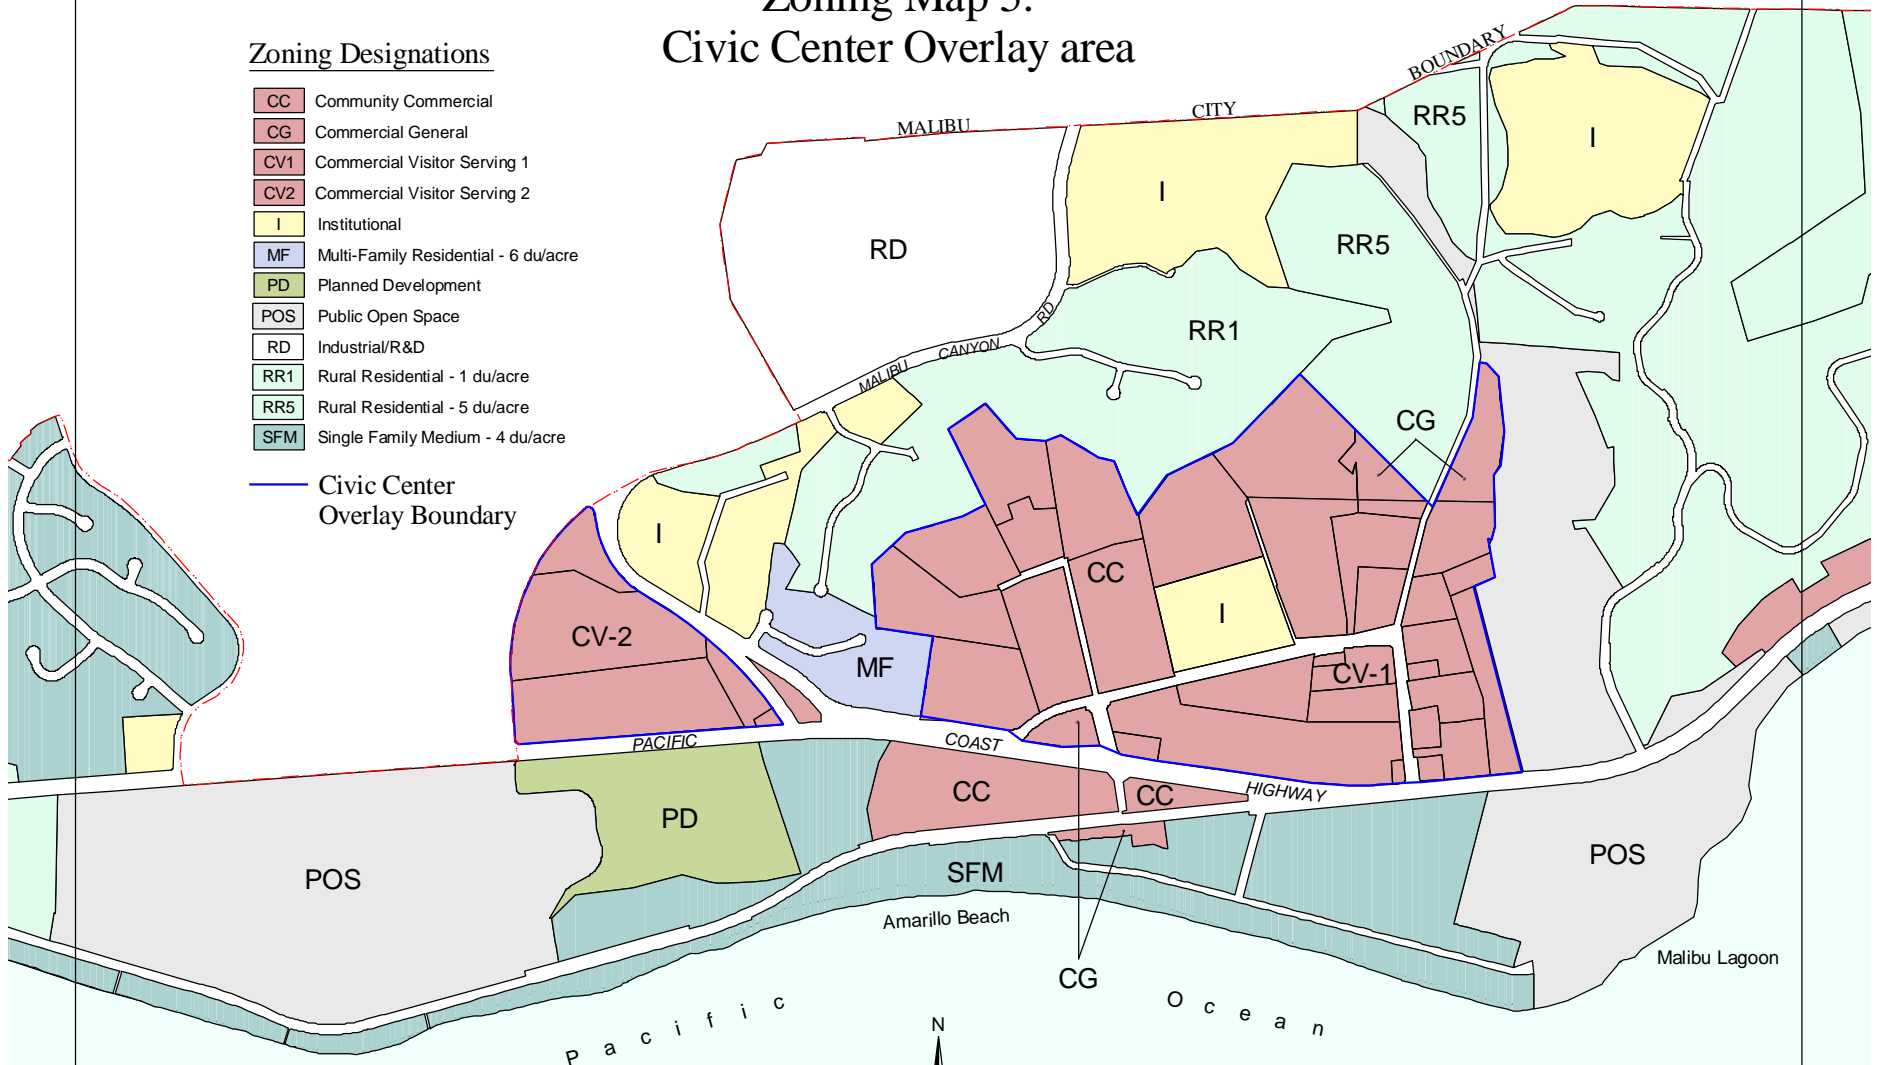 Zoning Map 5:
Civic Center Overlay area
Zoning Designations
CC Community Commercial
CG Commercial General
CV1 Commercial Visitor Serving 1
CV2 Commercial Visitor Serving 2
I Institutional
MF Multi-Family Residential - 6 du/acre
PD Planned Development
POS Public Open Space
RD Industrial/R&D
RR1 Rural Residential - 1 du/acre
RR5 Rural Residential - 5 du/acre
SFM Single Family Medium - 4 du/acre
Civic Center
Overlay Boundary
MALIBU CITY BOUNDARY
RR5
I
I
RD
RR5
RD
RR1
MALIBU CANYON
CG
I
CC
I
CV-2
MF
CV-1
PACIFIC COAST HIGHWAY
CC
CC
PD
POS
SFM
POS
Amarillo Beach
Malibu Lagoon
CG
Pacific Ocean
N